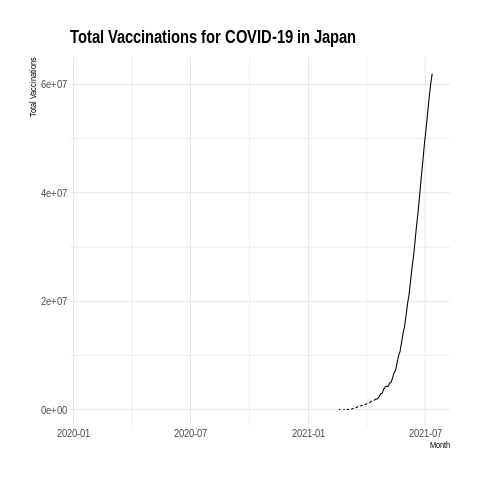 Total Vaccinations for COVID-19 in Japan
Total Vaccinations
6e+07
4e+07
2e+07
0e+00
2020-01 2020-07 2021-01 2021-07
Month